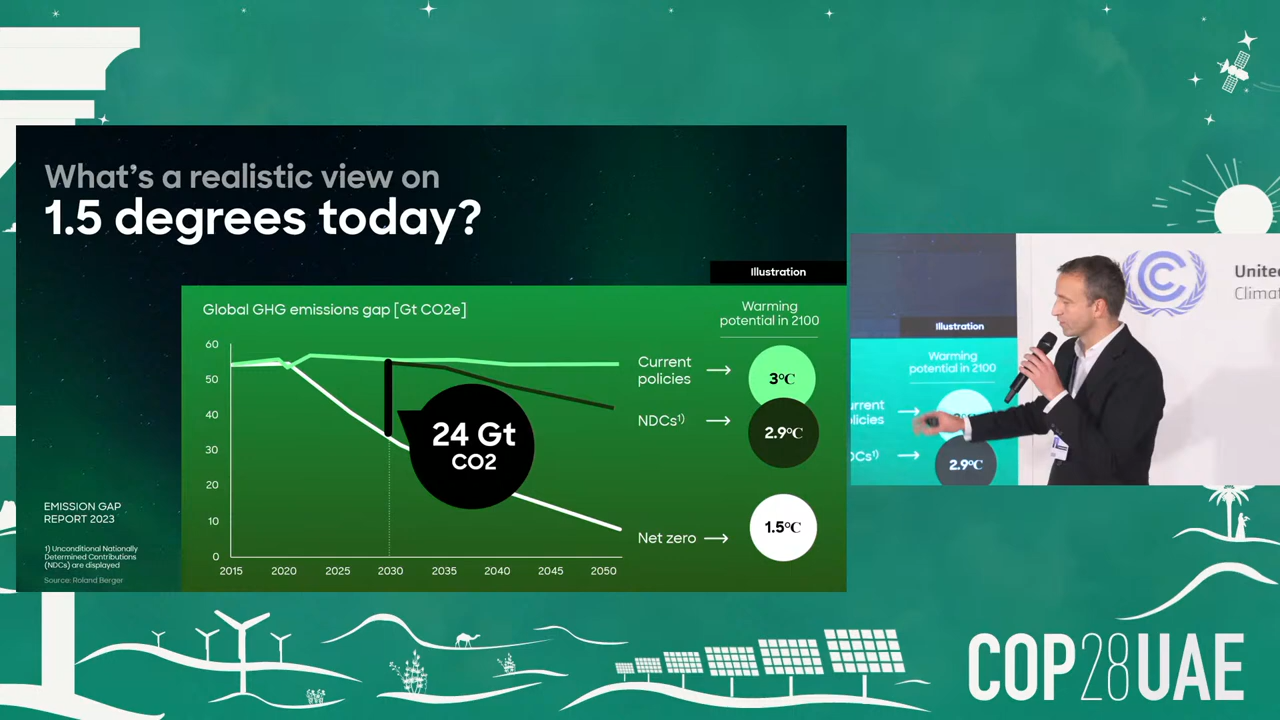 What's a realistic view on
1.5 degrees today?
Illustration
Global GHG emissions gap [Gt CO2e]
Warming
potential in 2100
60
50
40
30
20
10
0
2015 2020 2025 2030 2035 2040 2045 2050
24 Gt
CO2
Current
policies
3°C
NDCs¹⁾
2.9°C
Net zero
1.5°C
EMISSION GAP
REPORT 2023
1) Unconditional Nationally
Determined Contributions
(NDCs) are displayed
Source: Roland Berger
Illustration
Warming
potential in 2100
2.9°C
COP28UAE